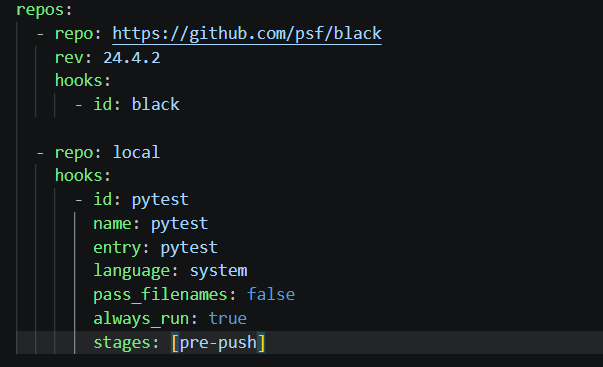 repos:
  - repo: https://github.com/psf/black
    rev: 24.4.2
    hooks:
      - id: black

  - repo: local
    hooks:
      - id: pytest
        name: pytest
        entry: pytest
        language: system
        pass_filenames: false
        always_run: true
        stages: [pre-push]